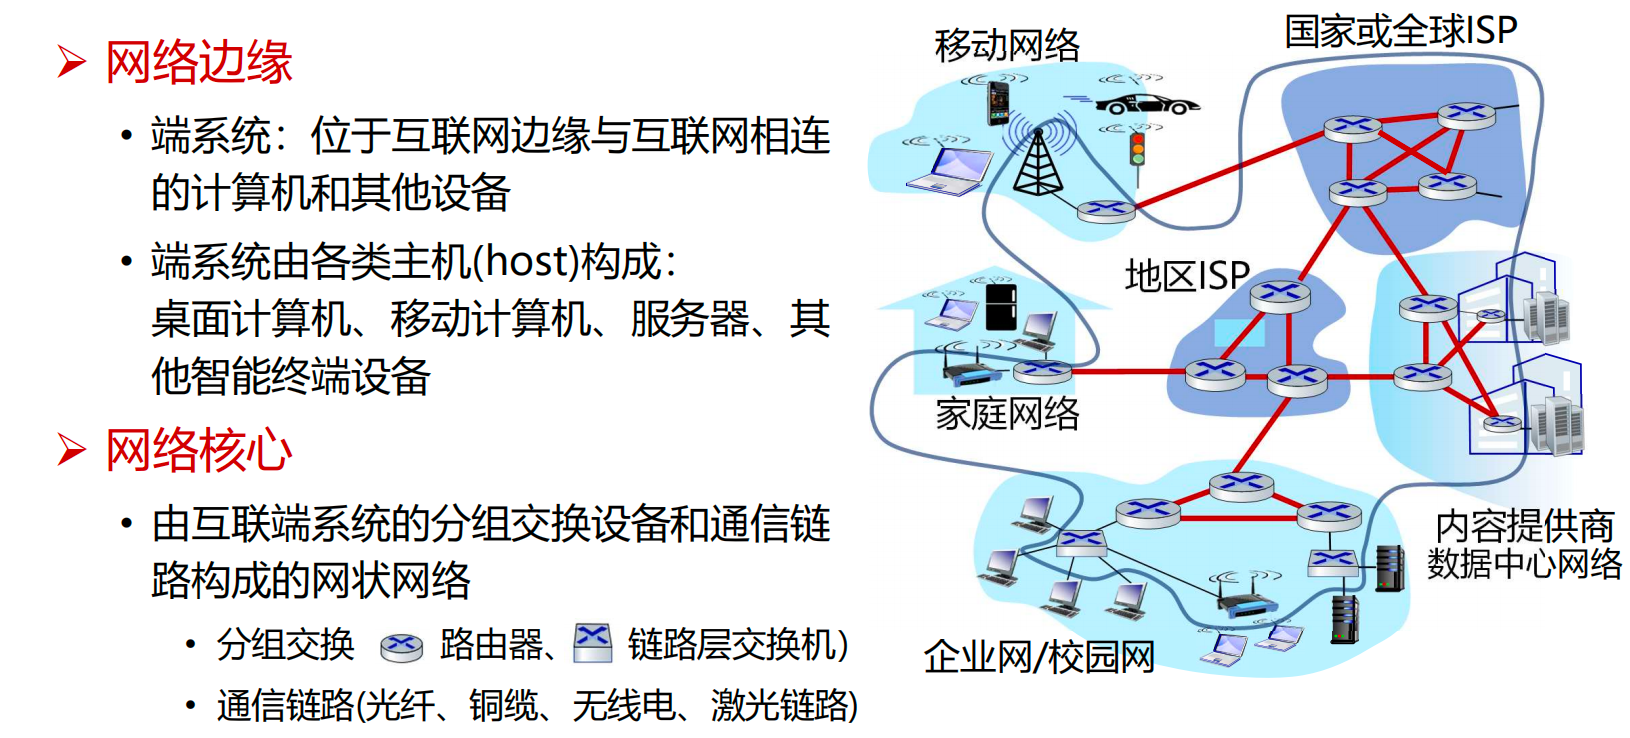 网络边缘
• 端系统：位于互联网边缘与互联网相连
的计算机和其他设备
• 端系统由各类主机(host)构成：
桌面计算机、移动计算机、服务器、其
他智能终端设备
网络核心
• 由互联端系统的分组交换设备和通信链
路构成的网状网络
• 分组交换 路由器、 链路层交换机）
• 通信链路(光纤、铜缆、无线电、激光链路)
移动网络
国家或全球ISP
地区ISP
家庭网络
内容提供商
数据中心网络
企业网/校园网